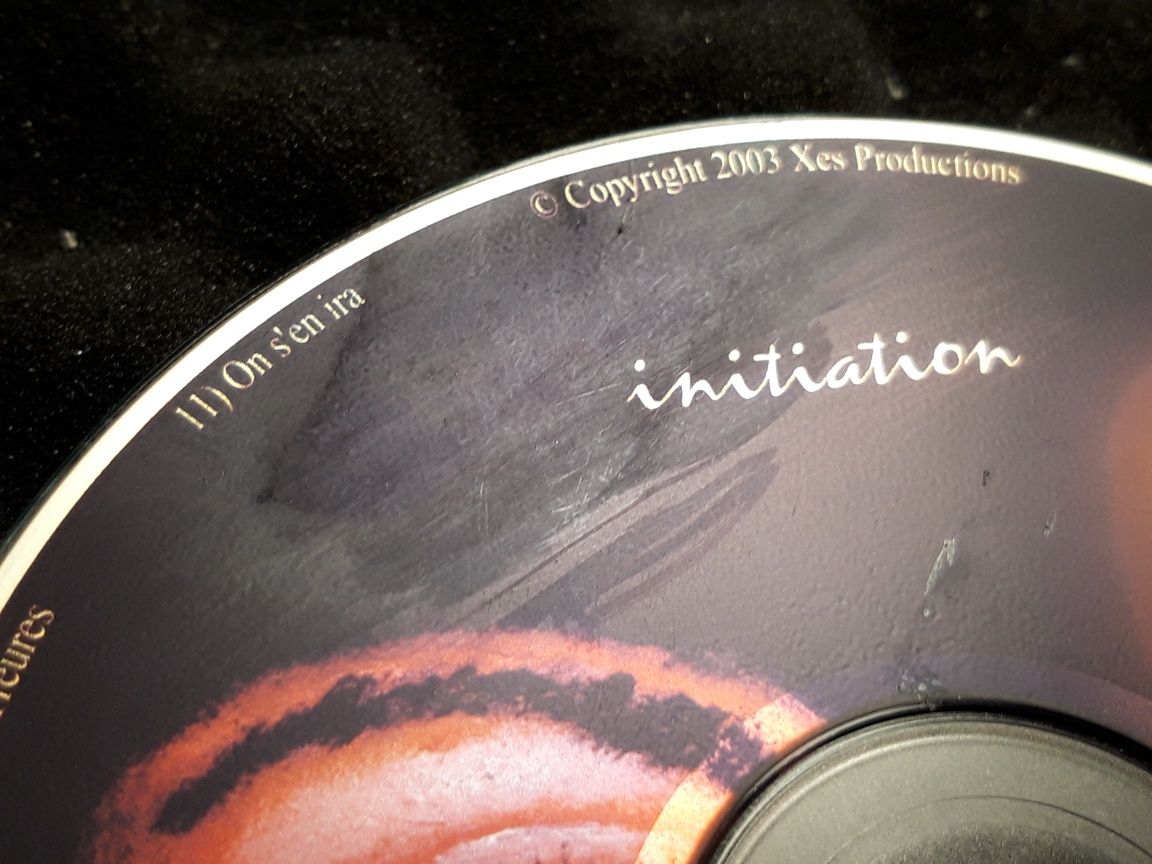 © Copyright 2003 Xes Productions
11) On s'en ira
initiation